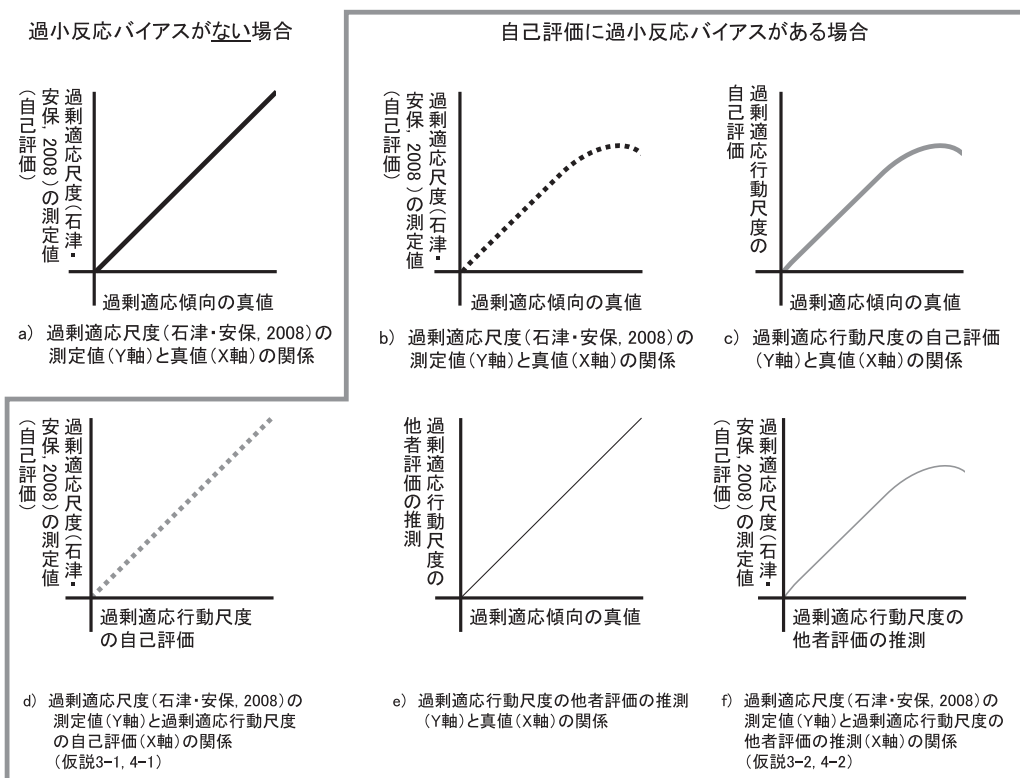 過小反応バイアスがない場合
自己評価に過小反応バイアスがある場合
過剰適応尺度(石津・
安保, 2008)の測定値
(自己評価)
過剰適応傾向の真値
a) 過剰適応尺度(石津・安保, 2008)の
測定値(Y軸)と真値(X軸)の関係
過剰適応尺度(石津・
安保, 2008)の測定値
(自己評価)
過剰適応傾向の真値
b) 過剰適応尺度(石津・安保, 2008)の
測定値(Y軸)と真値(X軸)の関係
過剰適応行動尺度の
自己評価
過剰適応傾向の真値
c) 過剰適応行動尺度の自己評価
(Y軸)と真値(X軸)の関係
過剰適応尺度(石津・
安保, 2008)の測定値
(自己評価)
過剰適応行動尺度
の自己評価
d) 過剰適応尺度(石津・安保, 2008)の
測定値(Y軸)と過剰適応行動尺度
の自己評価(X軸)の関係
(仮説3-1, 4-1)
過剰適応行動尺度の
他者評価の推測
過剰適応傾向の真値
e) 過剰適応行動尺度の他者評価の推測
(Y軸)と真値(X軸)の関係
過剰適応尺度(石津・
安保, 2008)の測定値
(自己評価)
過剰適応行動尺度の
他者評価の推測
f) 過剰適応尺度(石津・安保, 2008)の
測定値(Y軸)と過剰適応行動尺度の
他者評価の推測(X軸)の関係
(仮説3-2, 4-2)